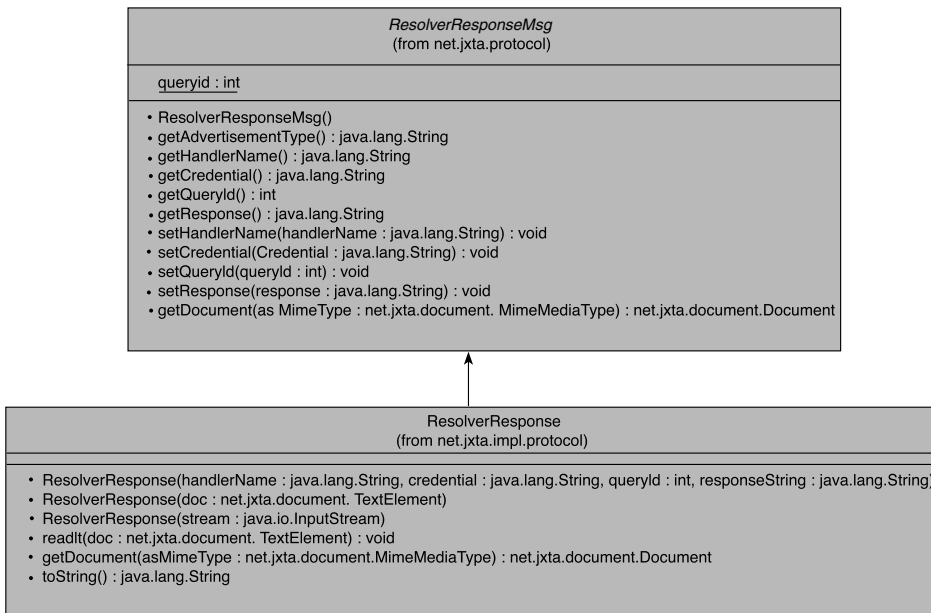 ResolverResponseMsg
(from net.jxta.protocol)
queryid : int
• ResolverResponseMsg()
• getAdvertisementType() : java.lang.String
• getHandlerName() : java.lang.String
• getCredential() : java.lang.String
• getQueryId() : int
• getResponse() : java.lang.String
• setHandlerName(handlerName : java.lang.String) : void
• setCredential(Credential : java.lang.String) : void
• setQueryId(queryId : int) : void
• setResponse(response : java.lang.String) : void
• getDocument(as MimeType : net.jxta.document. MimeMediaType) : net.jxta.document.Document
ResolverResponse
(from net.jxta.impl.protocol)
• ResolverResponse(handlerName : java.lang.String, credential : java.lang.String, queryId : int, responseString : java.lang.String)
• ResolverResponse(doc : net.jxta.document. TextElement)
• ResolverResponse(stream : java.io.InputStream)
• readIt(doc : net.jxta.document. TextElement) : void
• getDocument(asMimeType : net.jxta.document.MimeMediaType) : net.jxta.document.Document
• toString() : java.lang.String